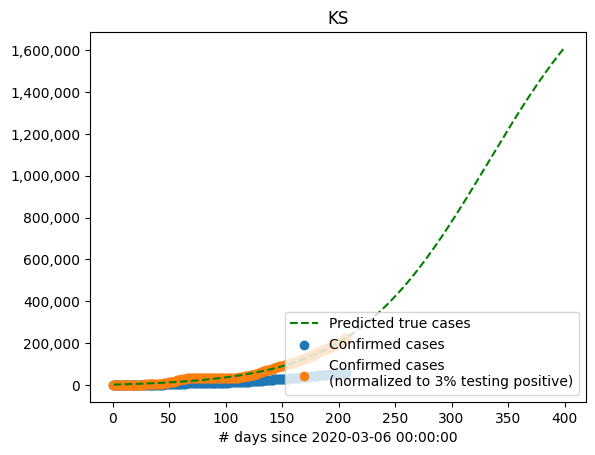 KS
1,600,000
1,400,000
1,200,000
1,000,000
800,000
600,000
400,000
200,000
0
Predicted true cases
Confirmed cases
Confirmed cases
(normalized to 3% testing positive)
0 50 100 150 200 250 300 350 400
# days since 2020-03-06 00:00:00